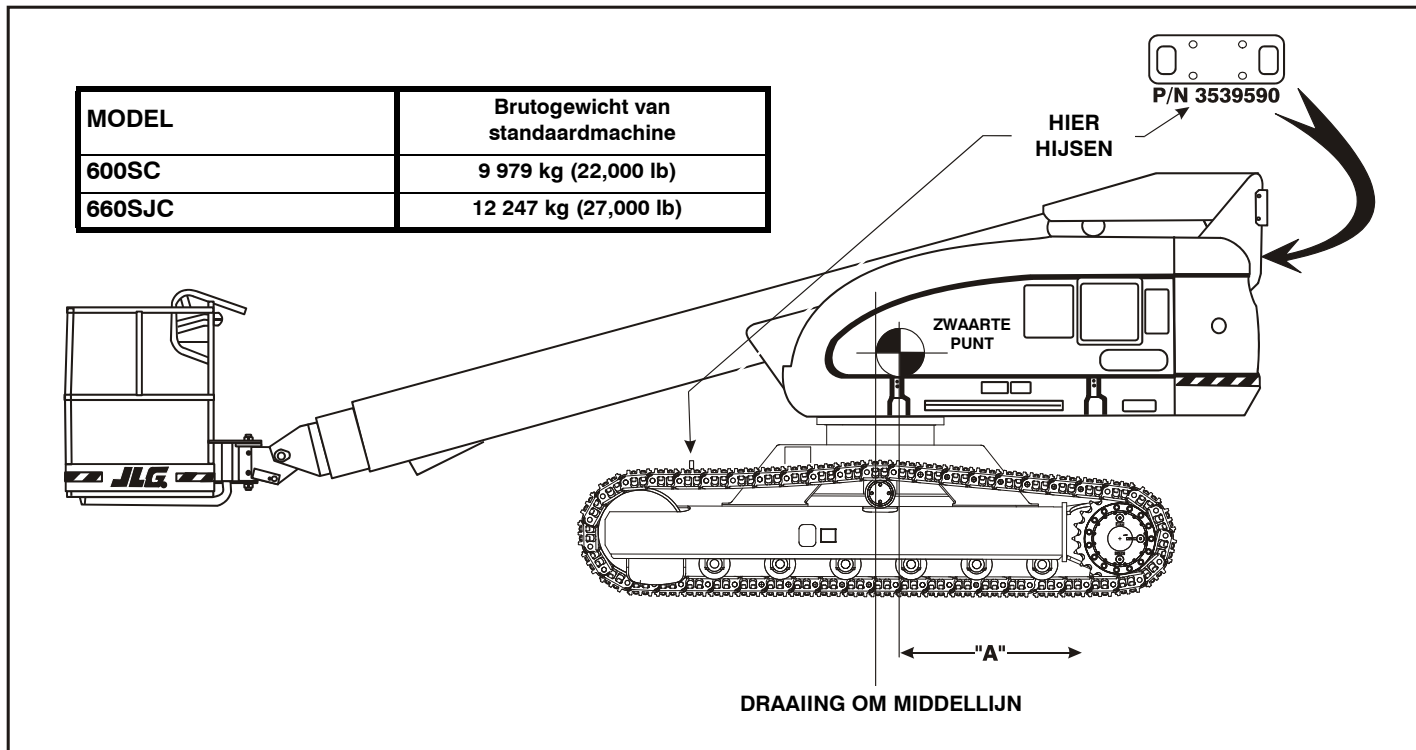 MODEL
Brutogewicht van
standaardmachine
600SC
9 979 kg (22,000 lb)
660SJC
12 247 kg (27,000 lb)
P/N 3539590
HIER
HIJSEN
ZWAARTE
PUNT
JLG
"A"
DRAAIING OM MIDDELLIJN